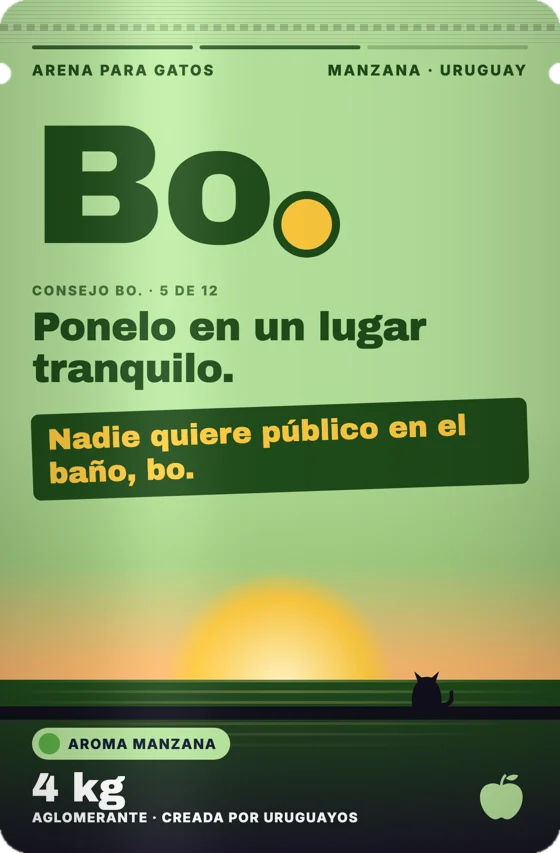 ARENA PARA GATOS
MANZANA · URUGUAY
Bo.
CONSEJO BO. · 5 DE 12
Ponelo en un lugar
tranquilo.
Nadie quiere público en el
baño, bo.
AROMA MANZANA
4 kg
AGLOMERANTE · CREADA POR URUGUAYOS